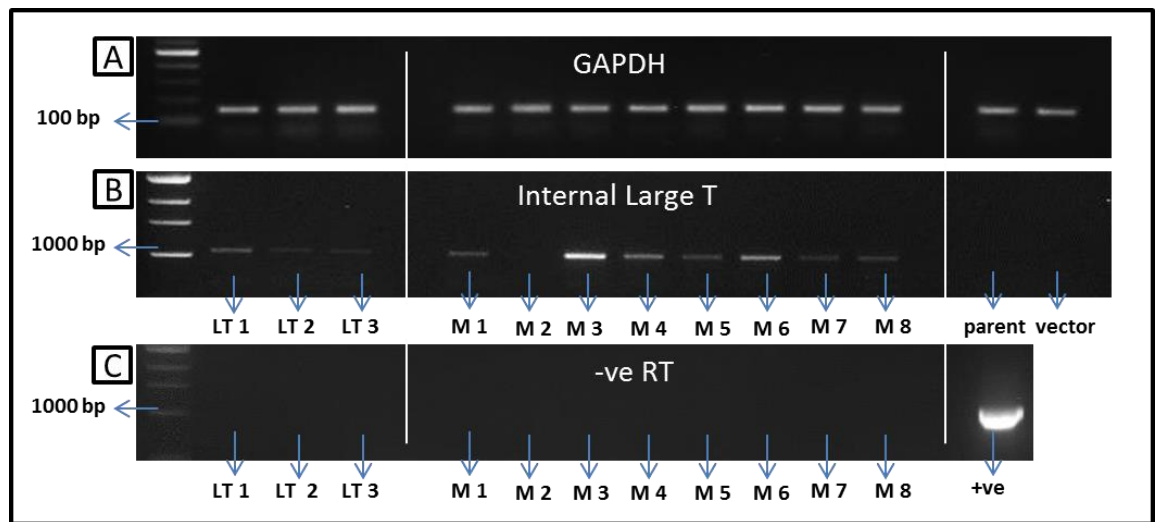 A
GAPDH
100 bp
B
Internal Large T
1000 bp
LT 1 LT 2 LT 3 M 1 M 2 M 3 M 4 M 5 M 6 M 7 M 8 parent vector
C
-ve RT
1000 bp
LT 1 LT 2 LT 3 M 1 M 2 M 3 M 4 M 5 M 6 M 7 M 8 +ve